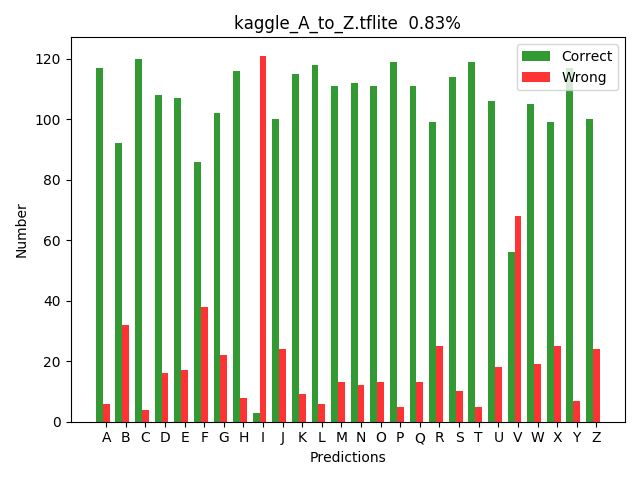 kaggle_A_to_Z.tflite  0.83%
Correct
Wrong
120
100
80
60
40
20
0
Number
A B C D E F G H I J K L M N O P Q R S T U V W X Y Z
Predictions